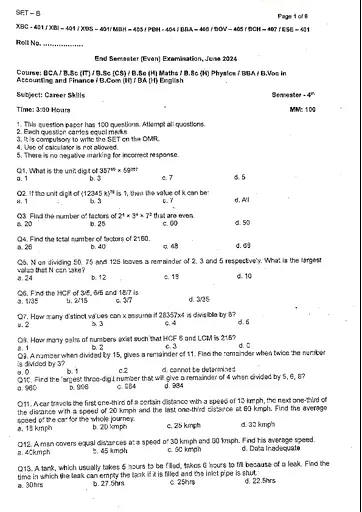 SET – B
Page 1 of 8
XBC - 401 / XBI – 401 / XBS – 401/ MBH – 405 / PBH - 404 / BBA – 406 / BOV – 405 / BCH – 407 / ESE – 401
Roll No. ..................
End Semester (Even) Examination, June 2024
Course: BCA / B.Sc (IT) / B.Sc (CS) / B.Sc (H) Maths / B.Sc (H) Physics / BBA / B.Voc in
Accounting and Finance / B.Com (H) / BA (H) English
Subject: Career Skills
Semester - 4th
Time: 3:00 Hours
MM: 100
1. This question paper has 100 questions. Attempt all questions.
2. Each question carries equal marks.
3. It is compulsory to write the SET on the OMR.
4. Use of calculator is not allowed.
5. There is no negative marking for incorrect response.
Q1. What is the unit digit of
a. 1 b. 3 c. 7 d. 5
Q2. If the unit digit of (12345 k) is 1, then the value of k can be:
a. 1 b. 3 c. 7 d. All
Q3. Find the number of factors of that are even.
a. 20 b. 25 c. 60 d. 50
Q4. Find the total number of factors of 2160.
a. 26 b. 40 c. 48 d. 69
Q5. N on dividing 50, 75 and 125 leaves a remainder of 2, 3 and 5 respectively. What is the largest
value that N can take?
a. 24 b. 12 c. d. 10
Q6. Find the HCF of 3/5, 6/6 and 18/7 is
a. 1/35 b. 2/15 c. 3/7 d. 3/35
Q7. How many distinct values can x assume if 28357x4 is divisible by 8?
a. 2 b. 3 c. 4 d. 5
Q8. How many pairs of numbers exist such that HCF 6 and LCM is 216?
a. 1 b. 2 c. 3 d. 0
Q9. A number when divided by 15, gives a remainder of 11. Find the remainder when twice the number
is divided by 3?
a. 0 b. 1 c.2 d. cannot be determined
Q10. Find the largest three-digit number that will give a remainder of 4 when divided by 5, 6, 8?
a. 960 b. 996 c. 964 d. 984
Q11. A car travels the first one-third of a certain distance with a speed of 10 kmph, the next one-third of
the distance with a speed of 20 kmph and the last one-third distance at 60 kmph. Find the average
speed of the car for the whole journey.
a. 18 kmph b. 20 kmph c. 25 kmph d. 30 kmph
Q12. A man covers equal distances at a speed of 30 kmph and 60 kmph. Find his average speed.
a. 40kmph b. 45 kmph c. 50 kmph d. Data Inadequate
Q13. A tank, which usually takes 5 hours to be filled, takes 6 hours to fill because of a leak. Find the
time in which the leak can empty the tank if it is filled and the inlet pipe is shut.
a. 30hrs b. 27.5hrs c. 25hrs d. 22.5hrs